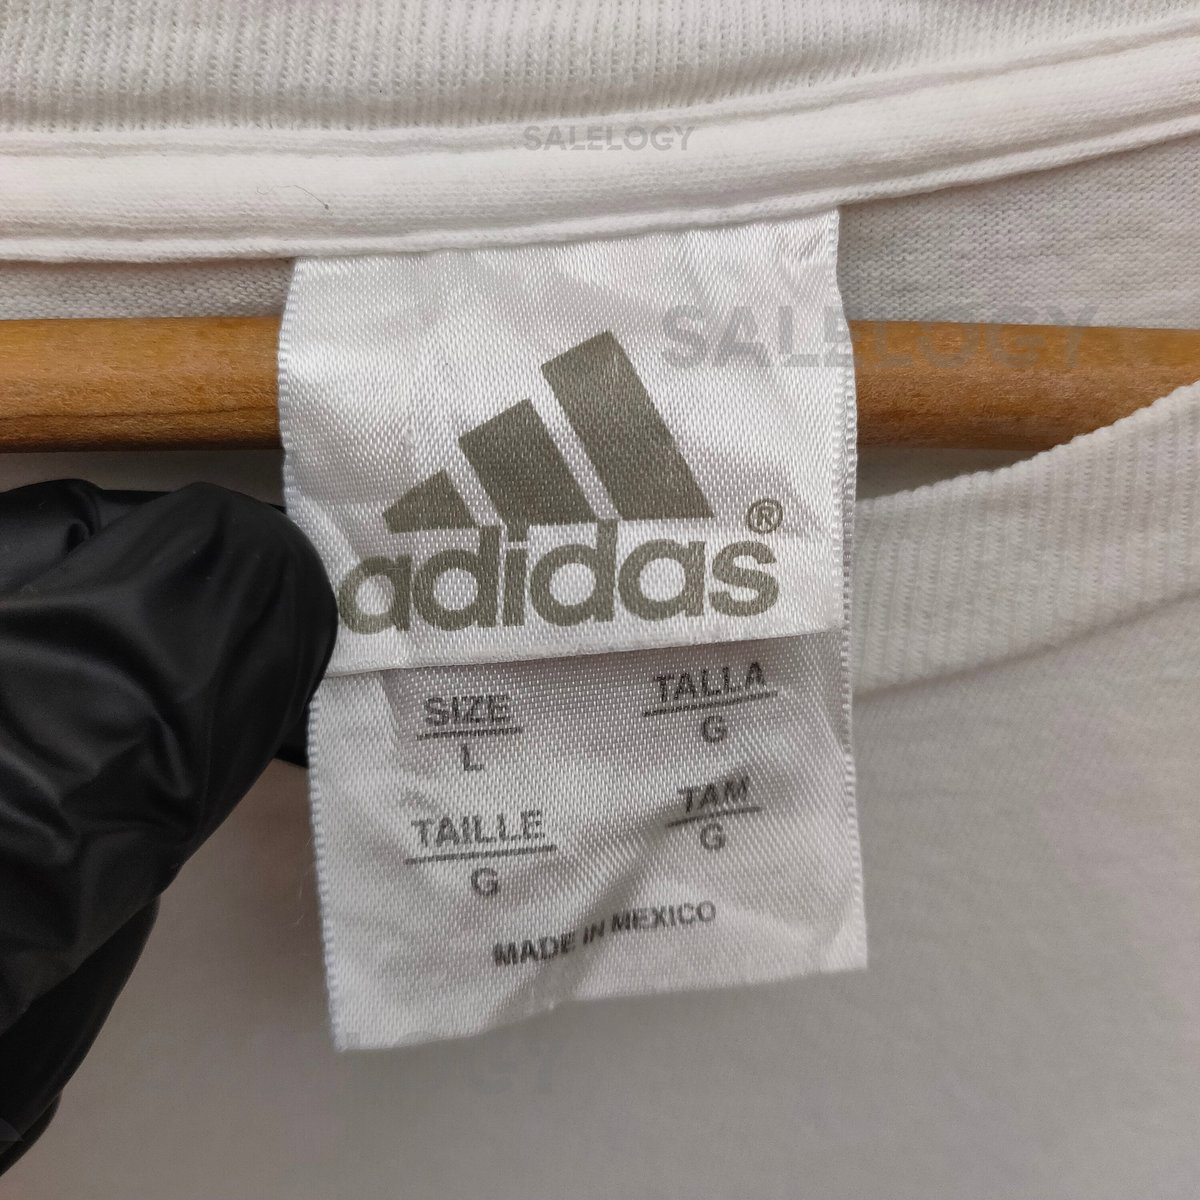 SALELOGY
SALELOGY
adidas®
SIZE
L
TALLA
G
TAILLE
G
TAM
G
MADE IN MEXICO